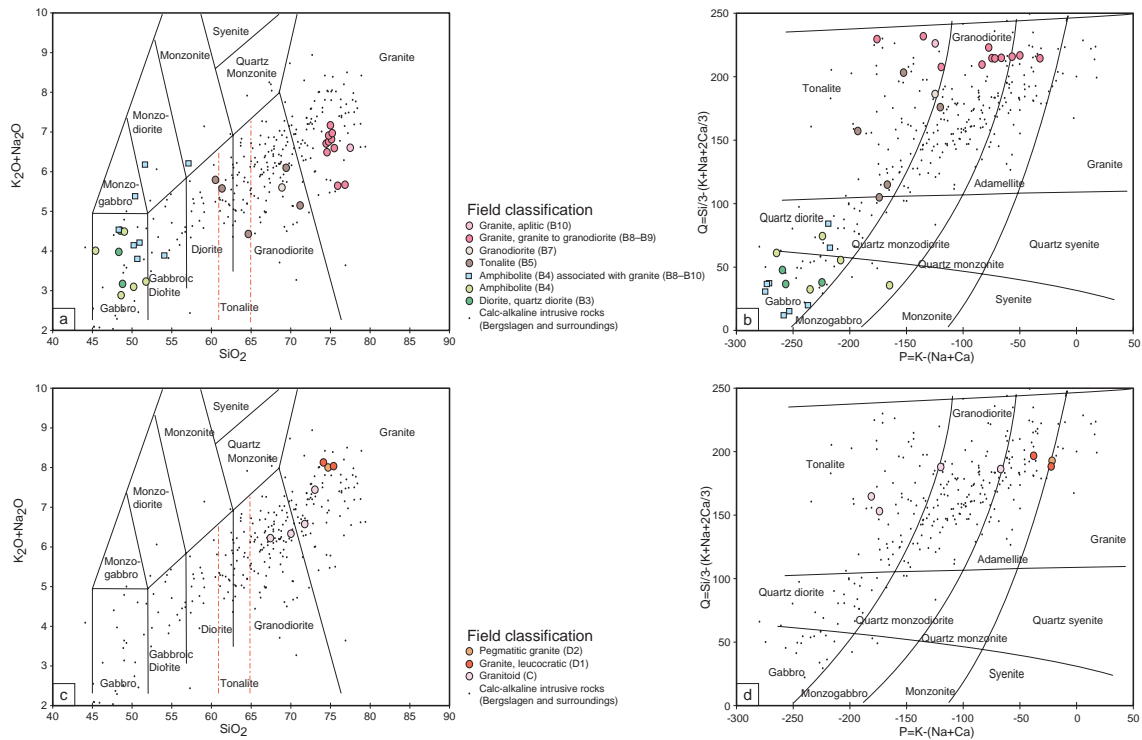 10
9
8
7
6
5
4
3
2
40 45 50 55 60 65 70 75 80 85 90
K2O+Na2O
SiO2
Syenite
Monzonite
Quartz
Monzonite
Granite
Monzo-
diorite
Monzo-
gabbro
Diorite
Granodiorite
Gabbroic
Diorite
Gabbro
Tonalite
a
Field classification
Granite, aplitic (B10)
Granite, granite to granodiorite (B8–B9)
Granodiorite (B7)
Tonalite (B5)
Amphibolite (B4) associated with granite (B8–B10)
Amphibolite (B4)
Diorite, quartz diorite (B3)
Calc-alkaline intrusive rocks
(Bergslagen and surroundings)
250
200
150
100
50
0
-300 -250 -200 -150 -100 -50 0 50
Q=Si/3-(K+Na+2Ca/3)
P=K-(Na+Ca)
Granodiorite
Tonalite
Granite
Adamellite
Quartz diorite
Quartz monzodiorite
Quartz syenite
Quartz monzonite
Gabbro
Syenite
Monzogabbro
Monzonite
b
10
9
8
7
6
5
4
3
2
40 45 50 55 60 65 70 75 80 85 90
K2O+Na2O
SiO2
Syenite
Monzonite
Quartz
Monzonite
Granite
Monzo-
diorite
Monzo-
gabbro
Diorite
Granodiorite
Gabbroic
Diorite
Gabbro
Tonalite
c
Field classification
Pegmatitic granite (D2)
Granite, leucocratic (D1)
Granitoid (C)
Calc-alkaline intrusive rocks
(Bergslagen and surroundings)
250
200
150
100
50
0
-300 -250 -200 -150 -100 -50 0 50
Q=Si/3-(K+Na+2Ca/3)
P=K-(Na+Ca)
Granodiorite
Tonalite
Granite
Adamellite
Quartz diorite
Quartz monzodiorite
Quartz syenite
Quartz monzonite
Gabbro
Syenite
Monzogabbro
Monzonite
d